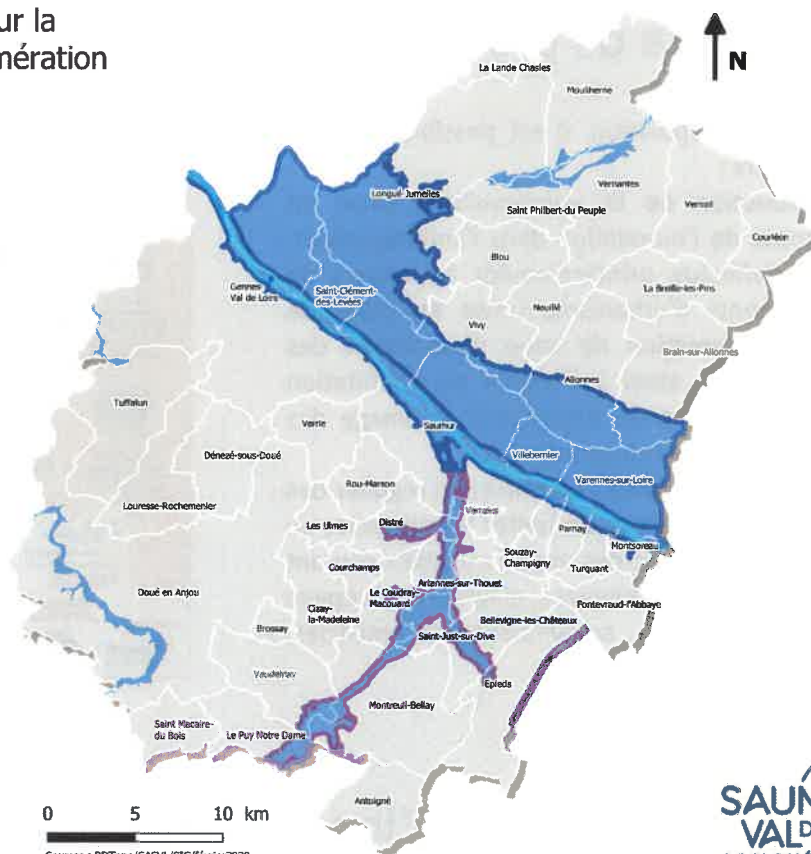 ur la
mération
N
La Lande Chasles
Mouliherne
Longué-Jumelles
Vernantes
Saint Philbert-du Peuple
Vernoil
Courléon
Blou
Gennes
Val de Loire
Saint-Clément-
des-Levées
La Breille-les-Pins
Neuillé
Vivy
Brain-sur-Allonnes
Allonnes
Tuffalun
Verrie
Saumur
Villebernier
Dénezé-sous-Doué
Varennes-sur-Loire
Rou-Marson
Louresse-Rochemenier
Verrains
Distré
Les Ulmes
Parnay
Montsoreau
Souzay-
Champigny
Courchamps
Turquant
Doué en Anjou
Artannes-sur-Thouet
Le Coudray-
Macouard
Fontevraud-l'Abbaye
Cizay-
la-Madeleine
Bellevigne-les-Châteaux
Brossay
Saint-Just-sur-Dive
Vaudelnay
Epieds
Montreuil-Bellay
Saint Macaire-
du Bois
Le Puy Notre Dame
Antoigné
0 5 10 km
SAUM
VAL D